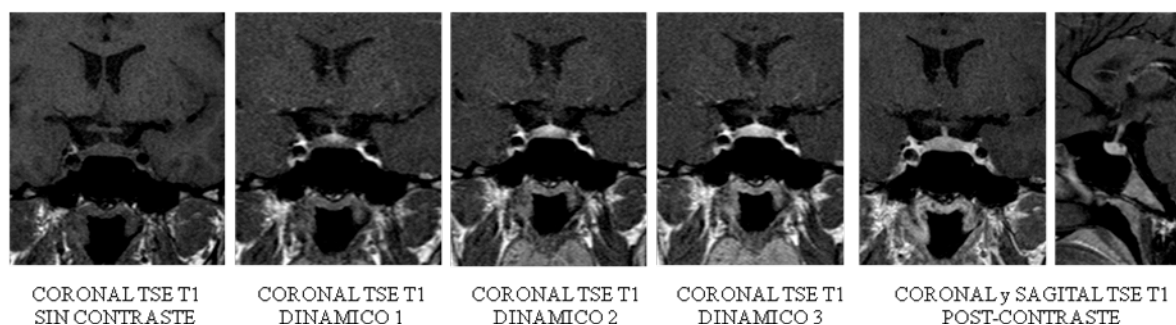 CORONAL TSE T1
SIN CONTRASTE
CORONAL TSE T1
DINAMICO 1
CORONAL TSE T1
DINAMICO 2
CORONAL TSE T1
DINAMICO 3
CORONAL y SAGITAL TSE T1
POST-CONTRASTE